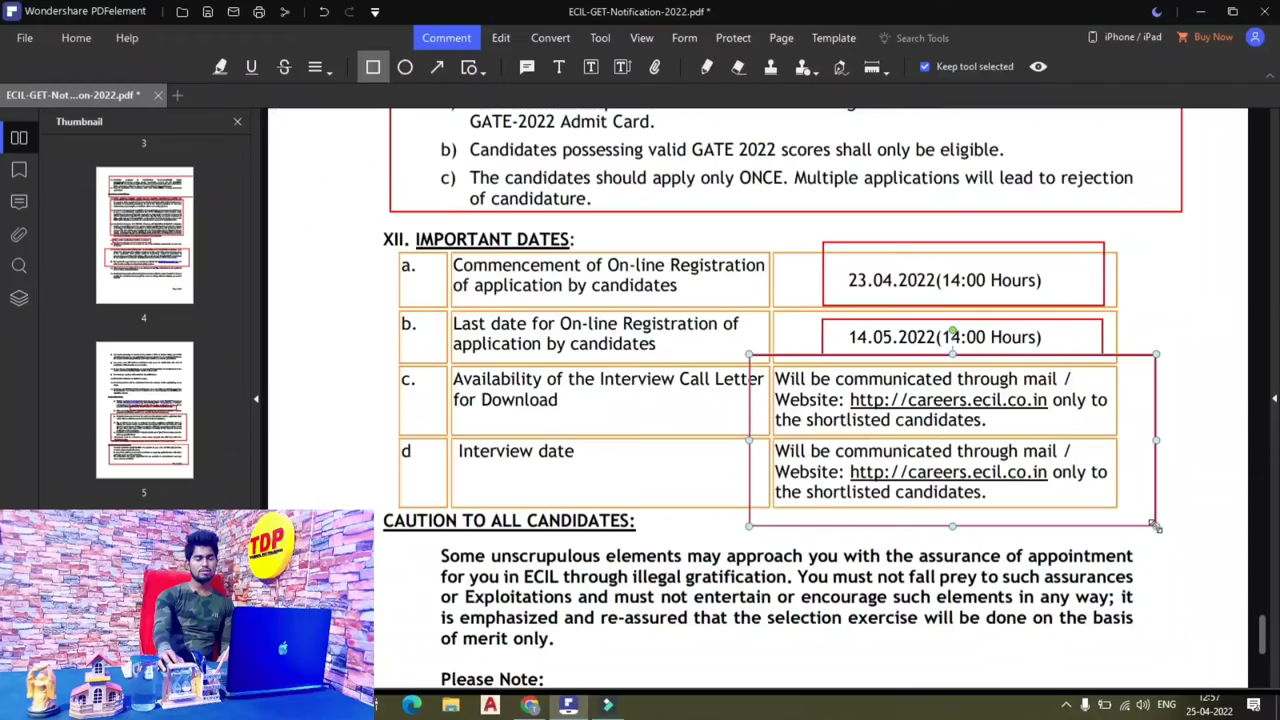 Wondershare PDFelement
ECIL-GET-Notification-2022.pdf *
File Home Help
Comment Edit Convert Tool View Form Protect Page Template Search Tools
iPhone / iPad Buy Now
Keep tool selected
ECIL-GET-Not...on-2022.pdf *
Thumbnail
3
4
5
GATE-2022 Admit Card.
b) Candidates possessing valid GATE 2022 scores shall only be eligible.
c) The candidates should apply only ONCE. Multiple applications will lead to rejection
of candidature.
XII. IMPORTANT DATES:
a. Commencement of On-line Registration
of application by candidates
23.04.2022(14:00 Hours)
b. Last date for On-line Registration of
application by candidates
14.05.2022(14:00 Hours)
c. Availability of the Interview Call Letter
for Download
Will be communicated through mail /
Website: http://careers.ecil.co.in only to
the shortlisted candidates.
d Interview date
Will be communicated through mail /
Website: http://careers.ecil.co.in only to
the shortlisted candidates.
CAUTION TO ALL CANDIDATES:
Some unscrupulous elements may approach you with the assurance of appointment
for you in ECIL through illegal gratification. You must not fall prey to such assurances
or Exploitations and must not entertain or encourage such elements in any way; it
is emphasized and re-assured that the selection exercise will be done on the basis
of merit only.
Please Note:
TDP
12:57
25-04-2022